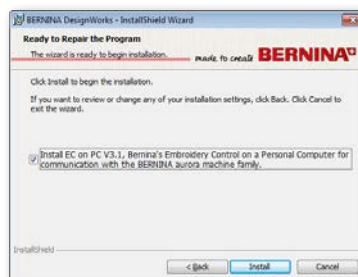 BERNINA DesignWorks - InstallShield Wizard
Ready to Repair the Program
The wizard is ready to begin installation.
made to create BERNINA
Click Install to begin the installation.
If you want to review or change any of your installation settings, click Back. Click Cancel to
exit the wizard.
Install EC on PC V3.1, Bernina's Embroidery Control on a Personal Computer for
communication with the BERNINA aurora machine family.
InstallShield
< Back
Install
Cancel